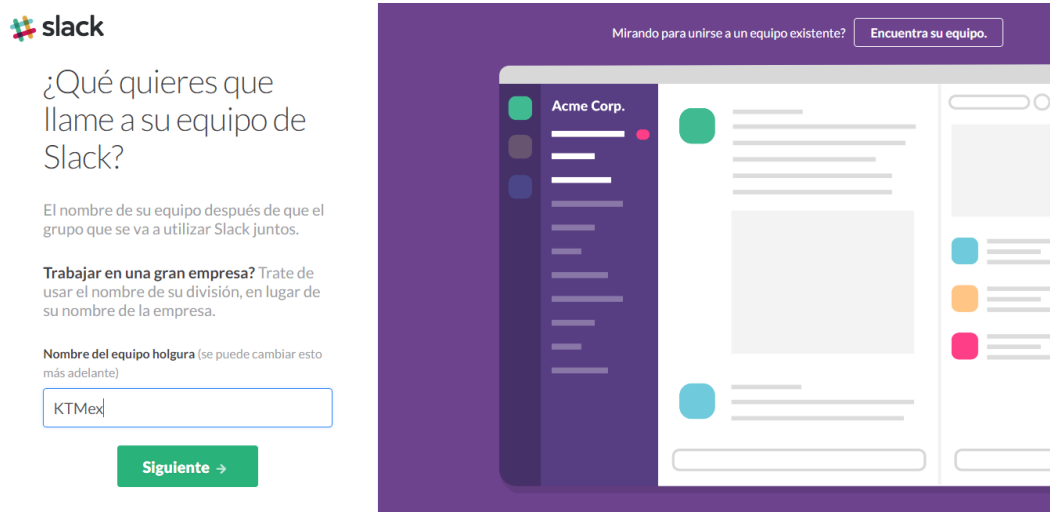 slack
¿Qué quieres que
llame a su equipo de
Slack?
El nombre de su equipo después de que el
grupo que se va a utilizar Slack juntos.
Trabajar en una gran empresa? Trate de
usar el nombre de su división, en lugar de
su nombre de la empresa.
Nombre del equipo holgura (se puede cambiar esto
más adelante)
KTMex
Siguiente →
Mirando para unirse a un equipo existente?
Encuentra su equipo.
Acme Corp.